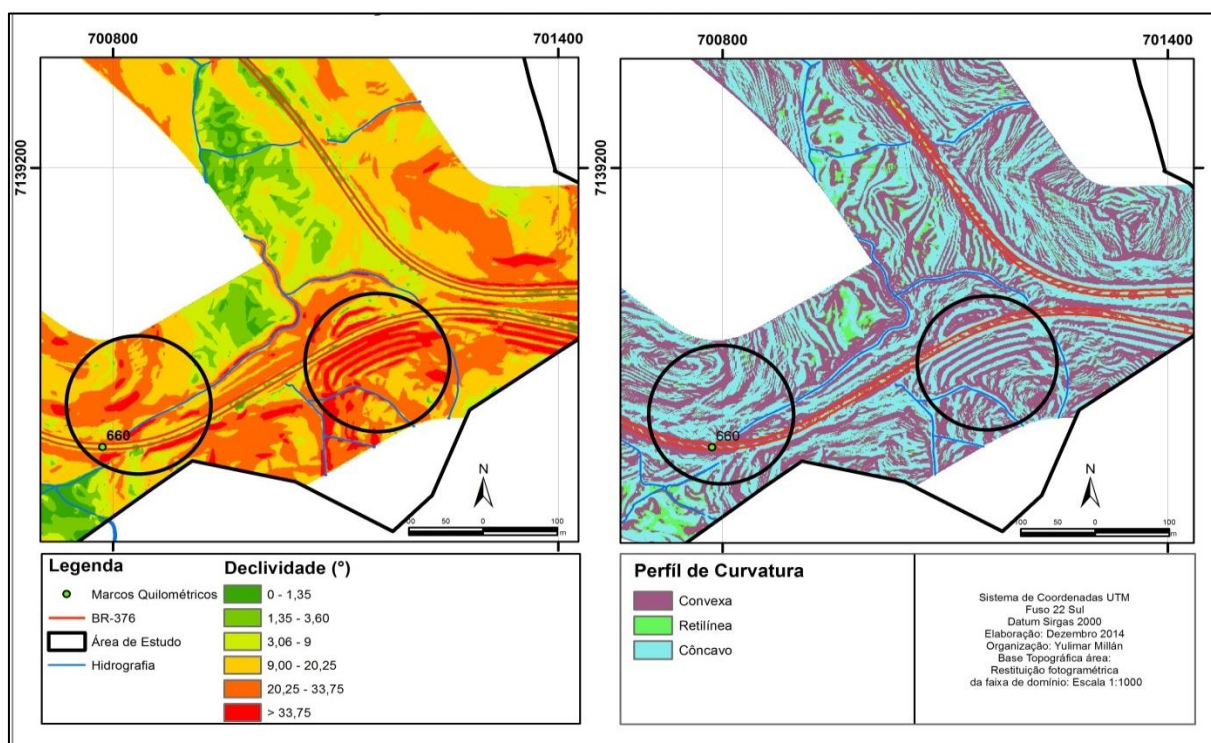 700800
701400
700800
701400
7139200
7139200
660
660
N
N
00 50 0 100
m
00 50 0 100
m
Legenda
Marcos Quilométricos
BR-376
Área de Estudo
Hidrografia
Declividade (°)
0 - 1,35
1,35 - 3,60
3,06 - 9
9,00 - 20,25
20,25 - 33,75
> 33,75
Perfíl de Curvatura
Convexa
Retilínea
Côncavo
Sistema de Coordenadas UTM
Fuso 22 Sul
Datum Sirgas 2000
Elaboração: Dezembro 2014
Organização: Yulimar Millán
Base Topográfica área:
Restituição fotogramétrica
da faixa de domínio: Escala 1:1000